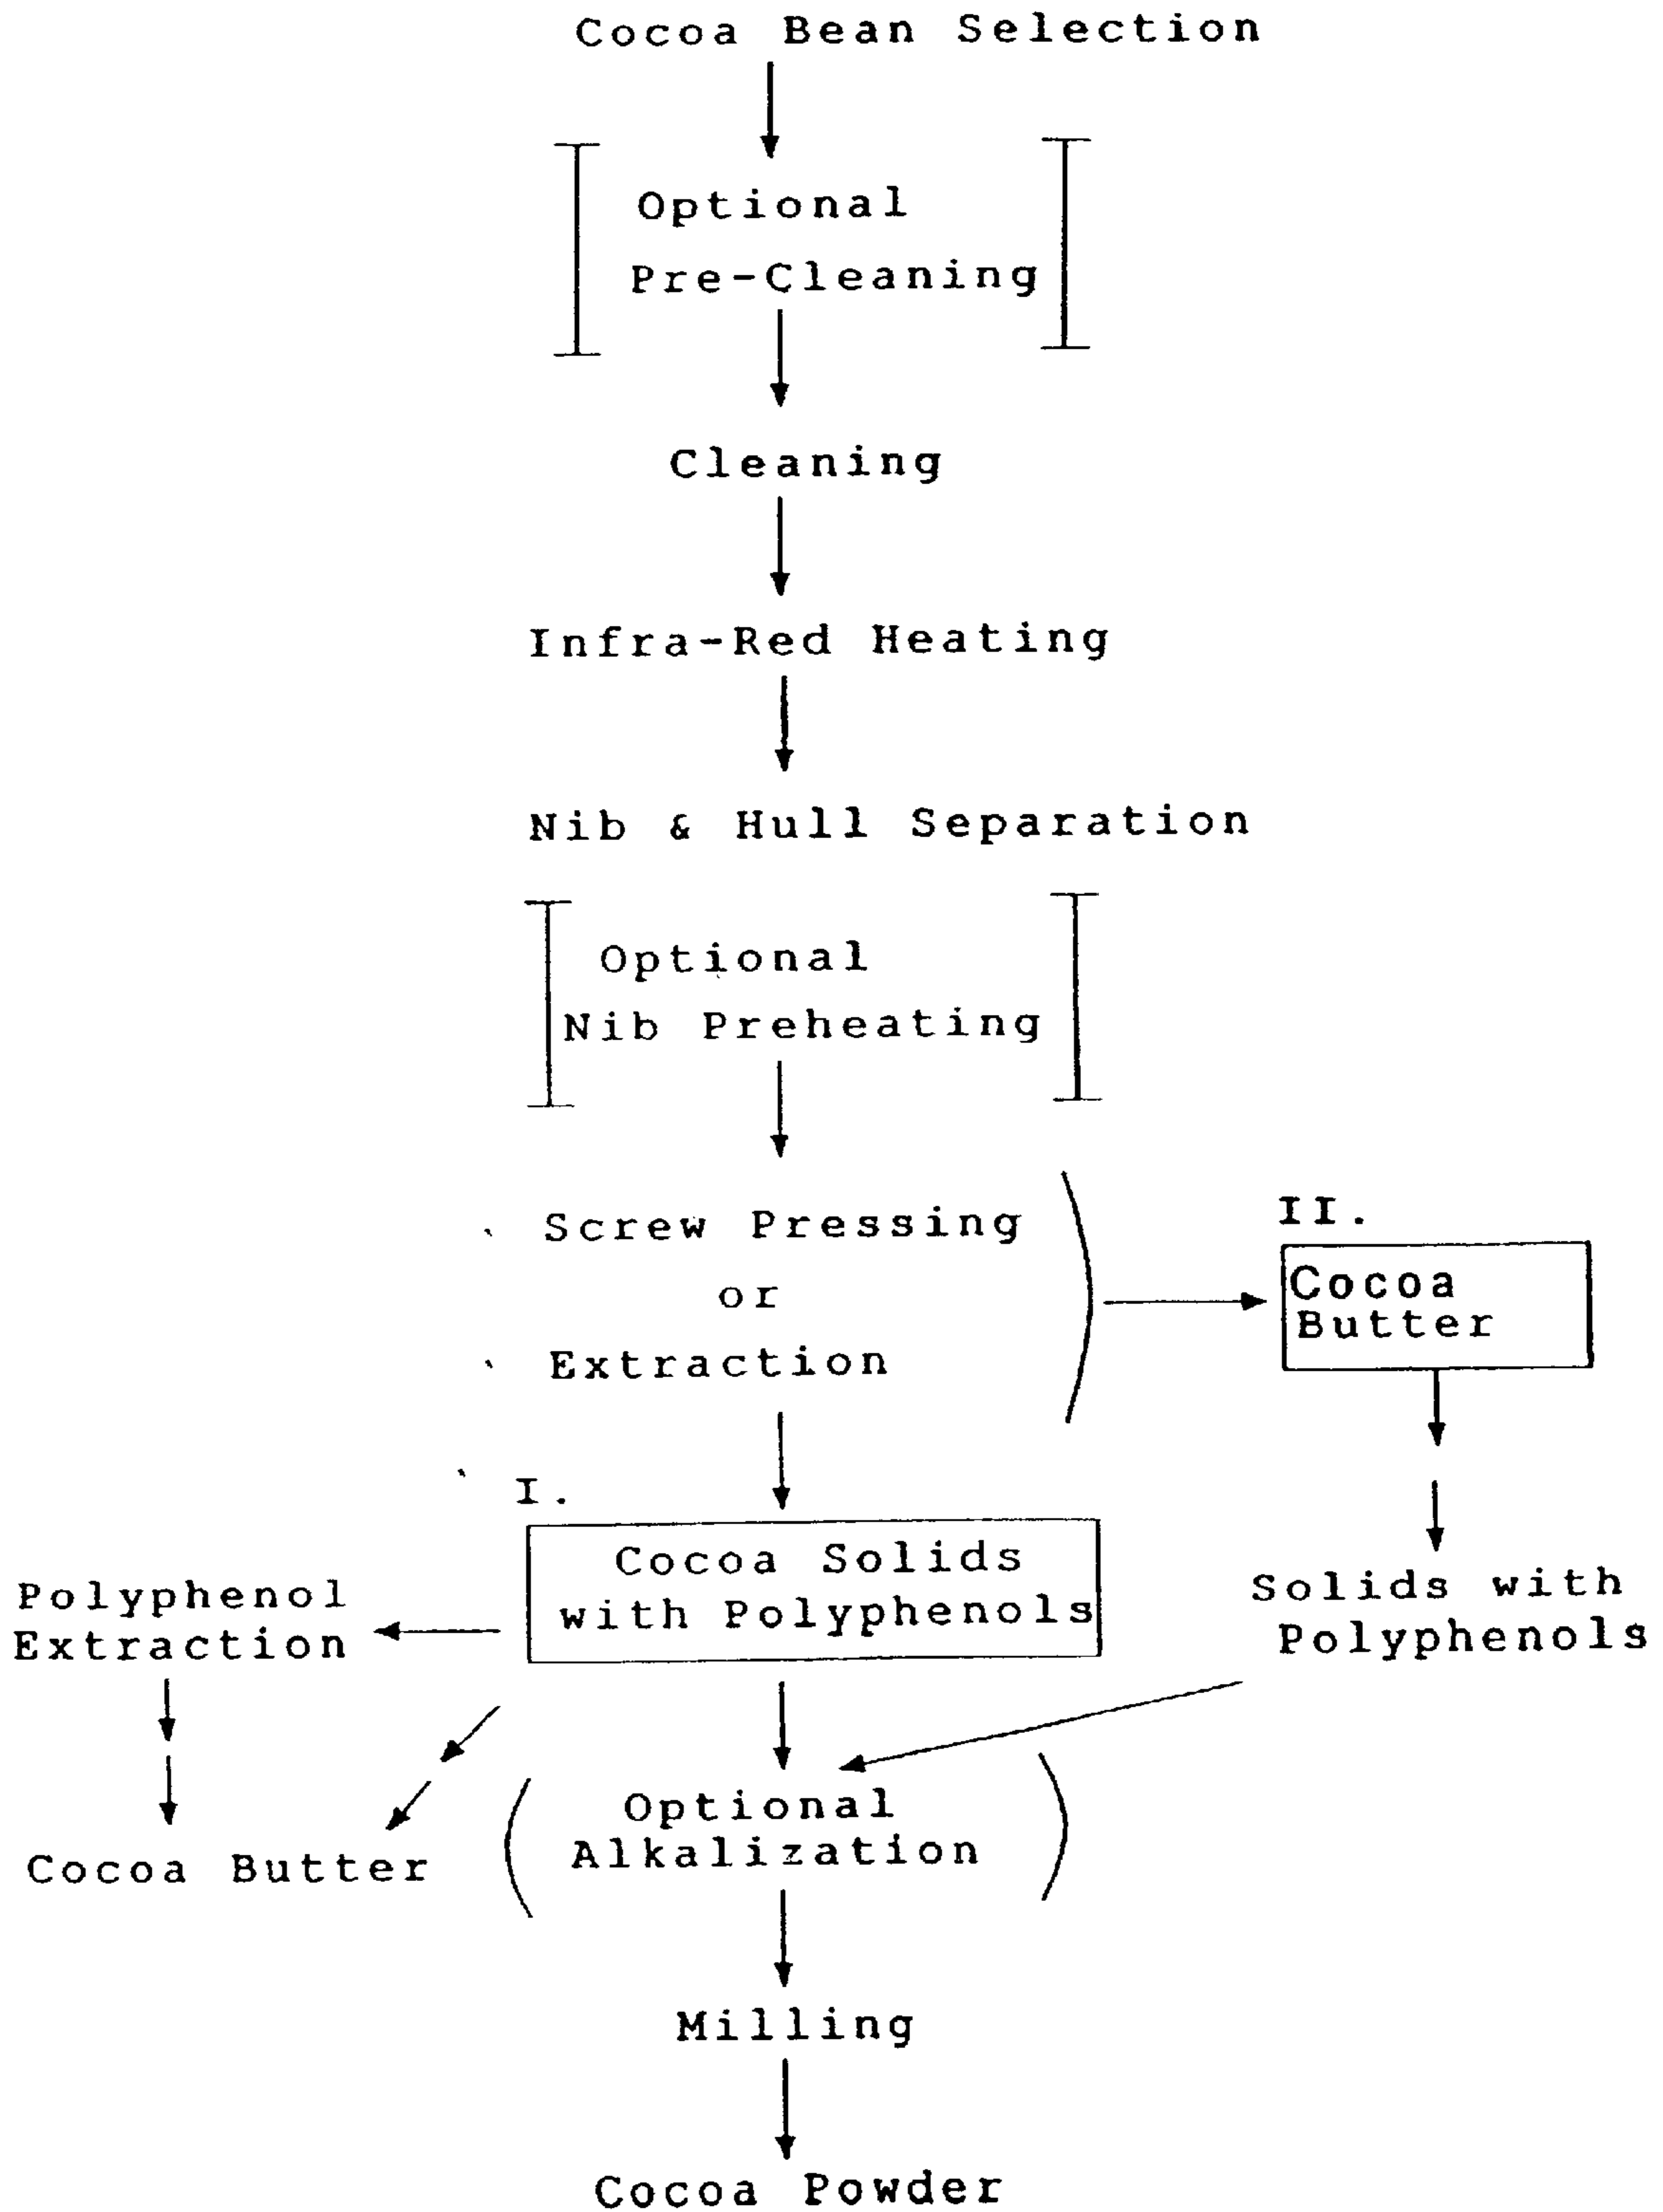 Cocoa Bean Selection
Optional
Pre-Cleaning
Cleaning
Infra-Red Heating
Nib & Hull Separation
Optional
Nib Preheating
Screw Pressing
or
Extraction
II.
Cocoa
Butter
I.
Cocoa Solids
with Polyphenols
Polyphenol
Extraction
Solids with
Polyphenols
Cocoa Butter
Optional
Alkalization
Milling
Cocoa Powder